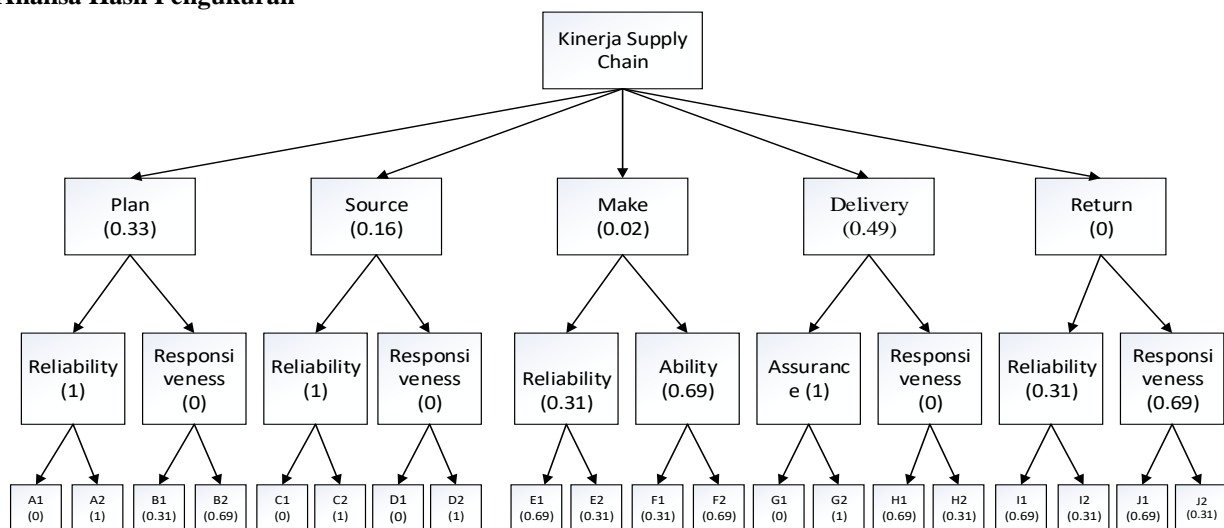 Analisa Hasil Pengukuran
Kinerja Supply
Chain
Plan
(0.33)
Source
(0.16)
Make
(0.02)
Delivery
(0.49)
Return
(0)
Reliability
(1)
Responsi
veness
(0)
Reliability
(1)
Responsi
veness
(0)
Reliability
(0.31)
Ability
(0.69)
Assuranc
e (1)
Responsi
veness
(0)
Reliability
(0.31)
Responsi
veness
(0.69)
A1
(0)
A2
(1)
B1
(0.31)
B2
(0.69)
C1
(0)
C2
(1)
D1
(0)
D2
(1)
E1
(0.69)
E2
(0.31)
F1
(0.31)
F2
(0.69)
G1
(0)
G2
(1)
H1
(0.69)
H2
(0.31)
I1
(0.69)
I2
(0.31)
J1
(0.69)
J2
(0.31)